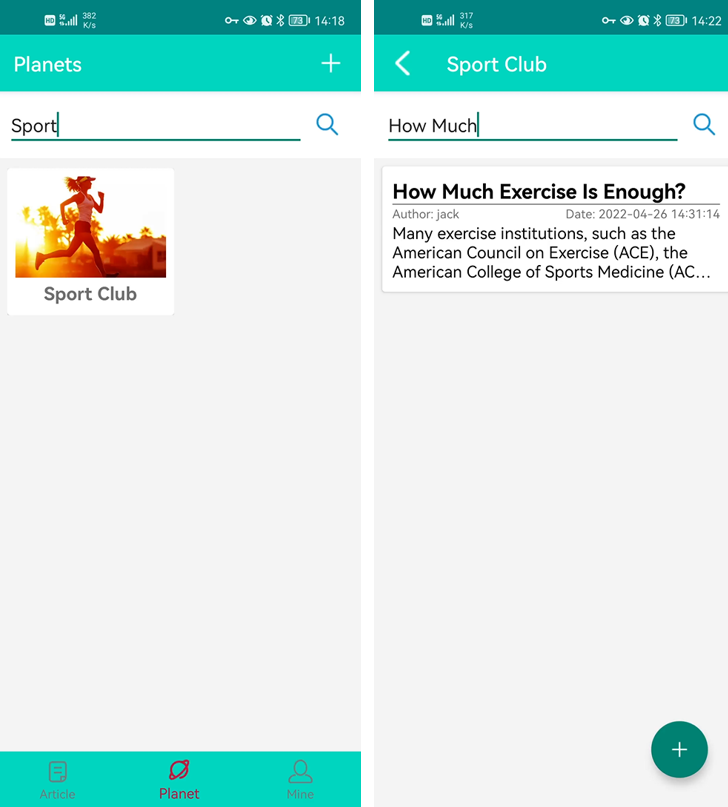 HD 5G 382 K/s 73 14:18
Planets
Sport
Sport Club
Article Planet Mine
HD 5G 317 K/s 73 14:22
Sport Club
How Much
How Much Exercise Is Enough?
Author: jack Date: 2022-04-26 14:31:14
Many exercise institutions, such as the
American Council on Exercise (ACE), the
American College of Sports Medicine (AC...